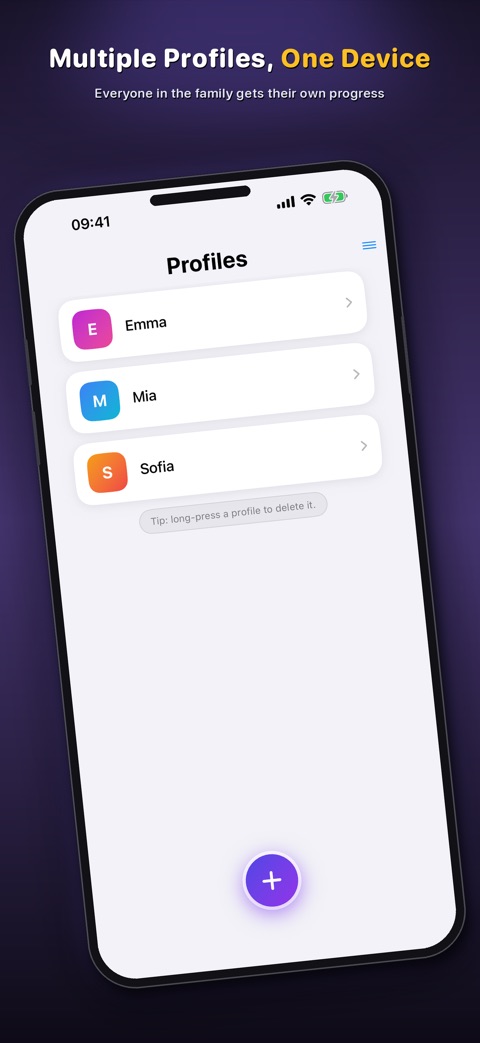 Multiple Profiles, One Device
Everyone in the family gets their own progress
09:41
Profiles
E Emma
M Mia
S Sofia
Tip: long-press a profile to delete it.